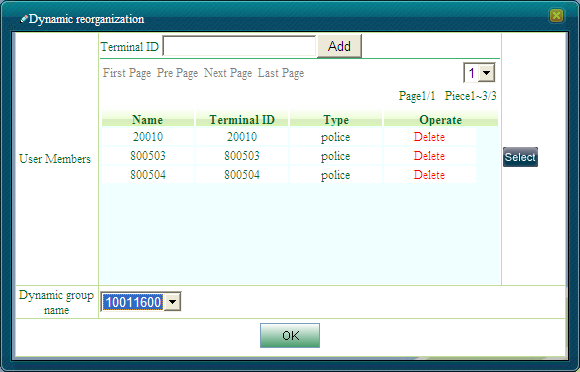 Dynamic reorganization
Terminal ID Add
First Page Pre Page Next Page Last Page 1
Page1/1 Piece1~3/3
Name Terminal ID Type Operate
20010 20010 police Delete
800503 800503 police Delete
800504 800504 police Delete
User Members
Select
Dynamic group name 10011600
OK